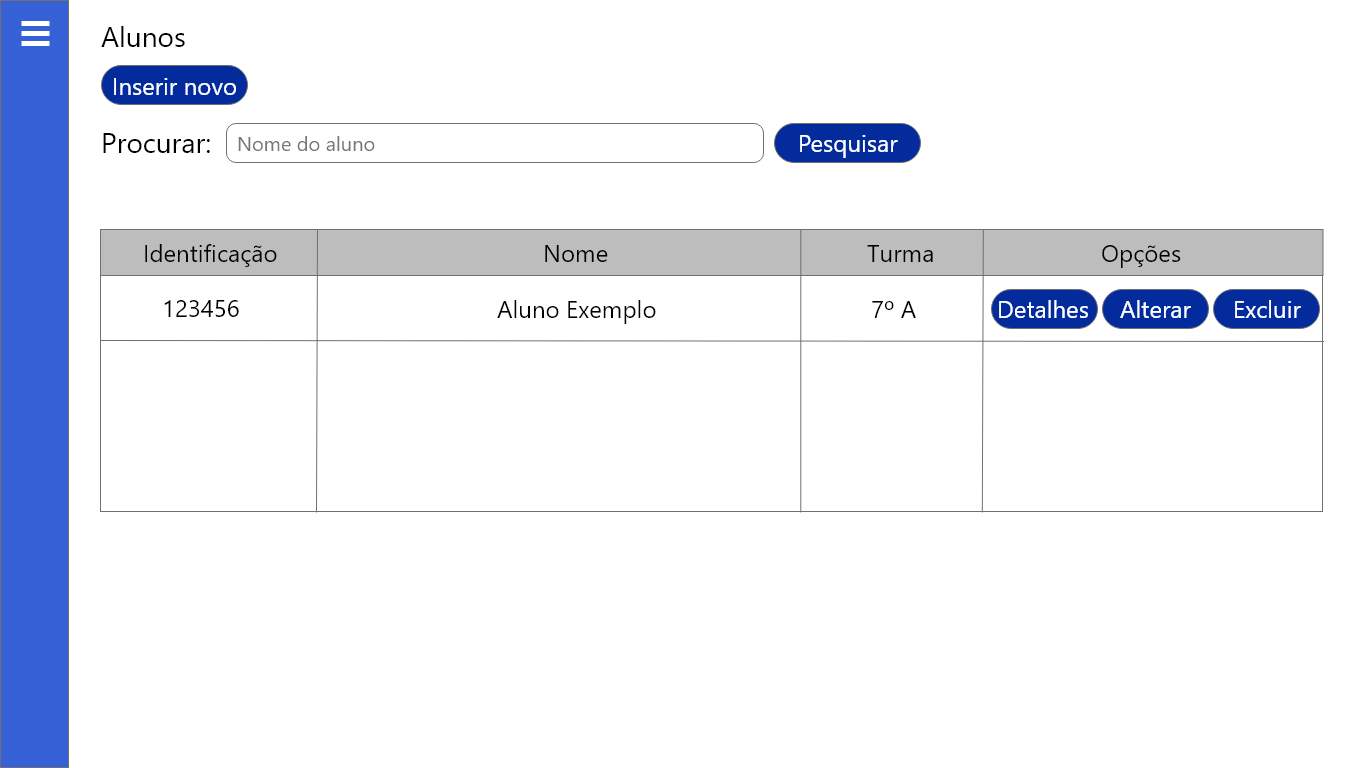 Alunos
Inserir novo
Procurar: Nome do aluno Pesquisar
Identificação Nome Turma Opções
123456 Aluno Exemplo 7º A Detalhes Alterar Excluir